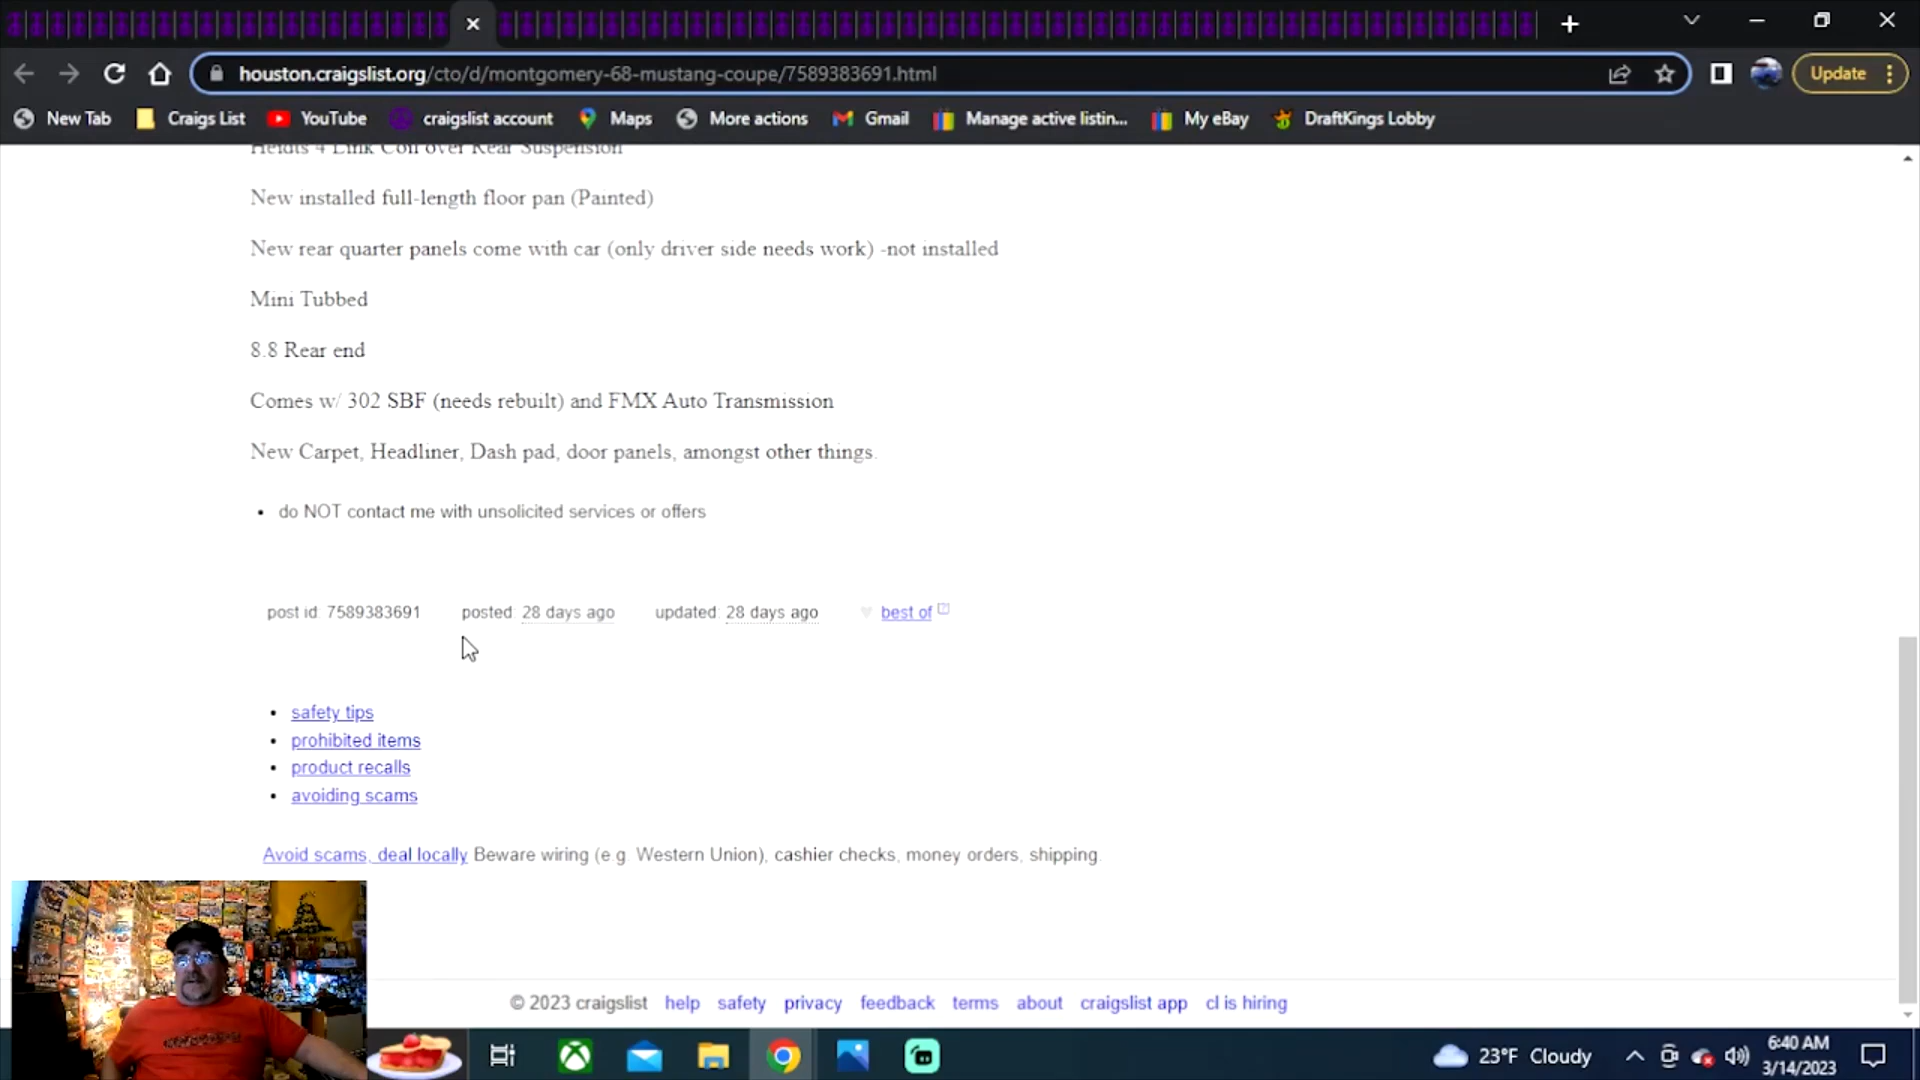 houston.craigslist.org/cto/d/montgomery-68-mustang-coupe/7589383691.html
Update
New Tab
Craigs List
YouTube
craigslist account
Maps
More actions
Gmail
Manage active listin...
My eBay
DraftKings Lobby
Heidts 4 Link Coil over Rear Suspension
New installed full-length floor pan (Painted)
New rear quarter panels come with car (only driver side needs work) -not installed
Mini Tubbed
8.8 Rear end
Comes w/ 302 SBF (needs rebuilt) and FMX Auto Transmission
New Carpet, Headliner, Dash pad, door panels, amongst other things.
• do NOT contact me with unsolicited services or offers
post id: 7589383691 posted: 28 days ago updated: 28 days ago ♥ best of [?]
• safety tips
• prohibited items
• product recalls
• avoiding scams
Avoid scams, deal locally Beware wiring (e.g. Western Union), cashier checks, money orders, shipping.
© 2023 craigslist help safety privacy feedback terms about craigslist app cl is hiring
23°F Cloudy
6:40 AM
3/14/2023